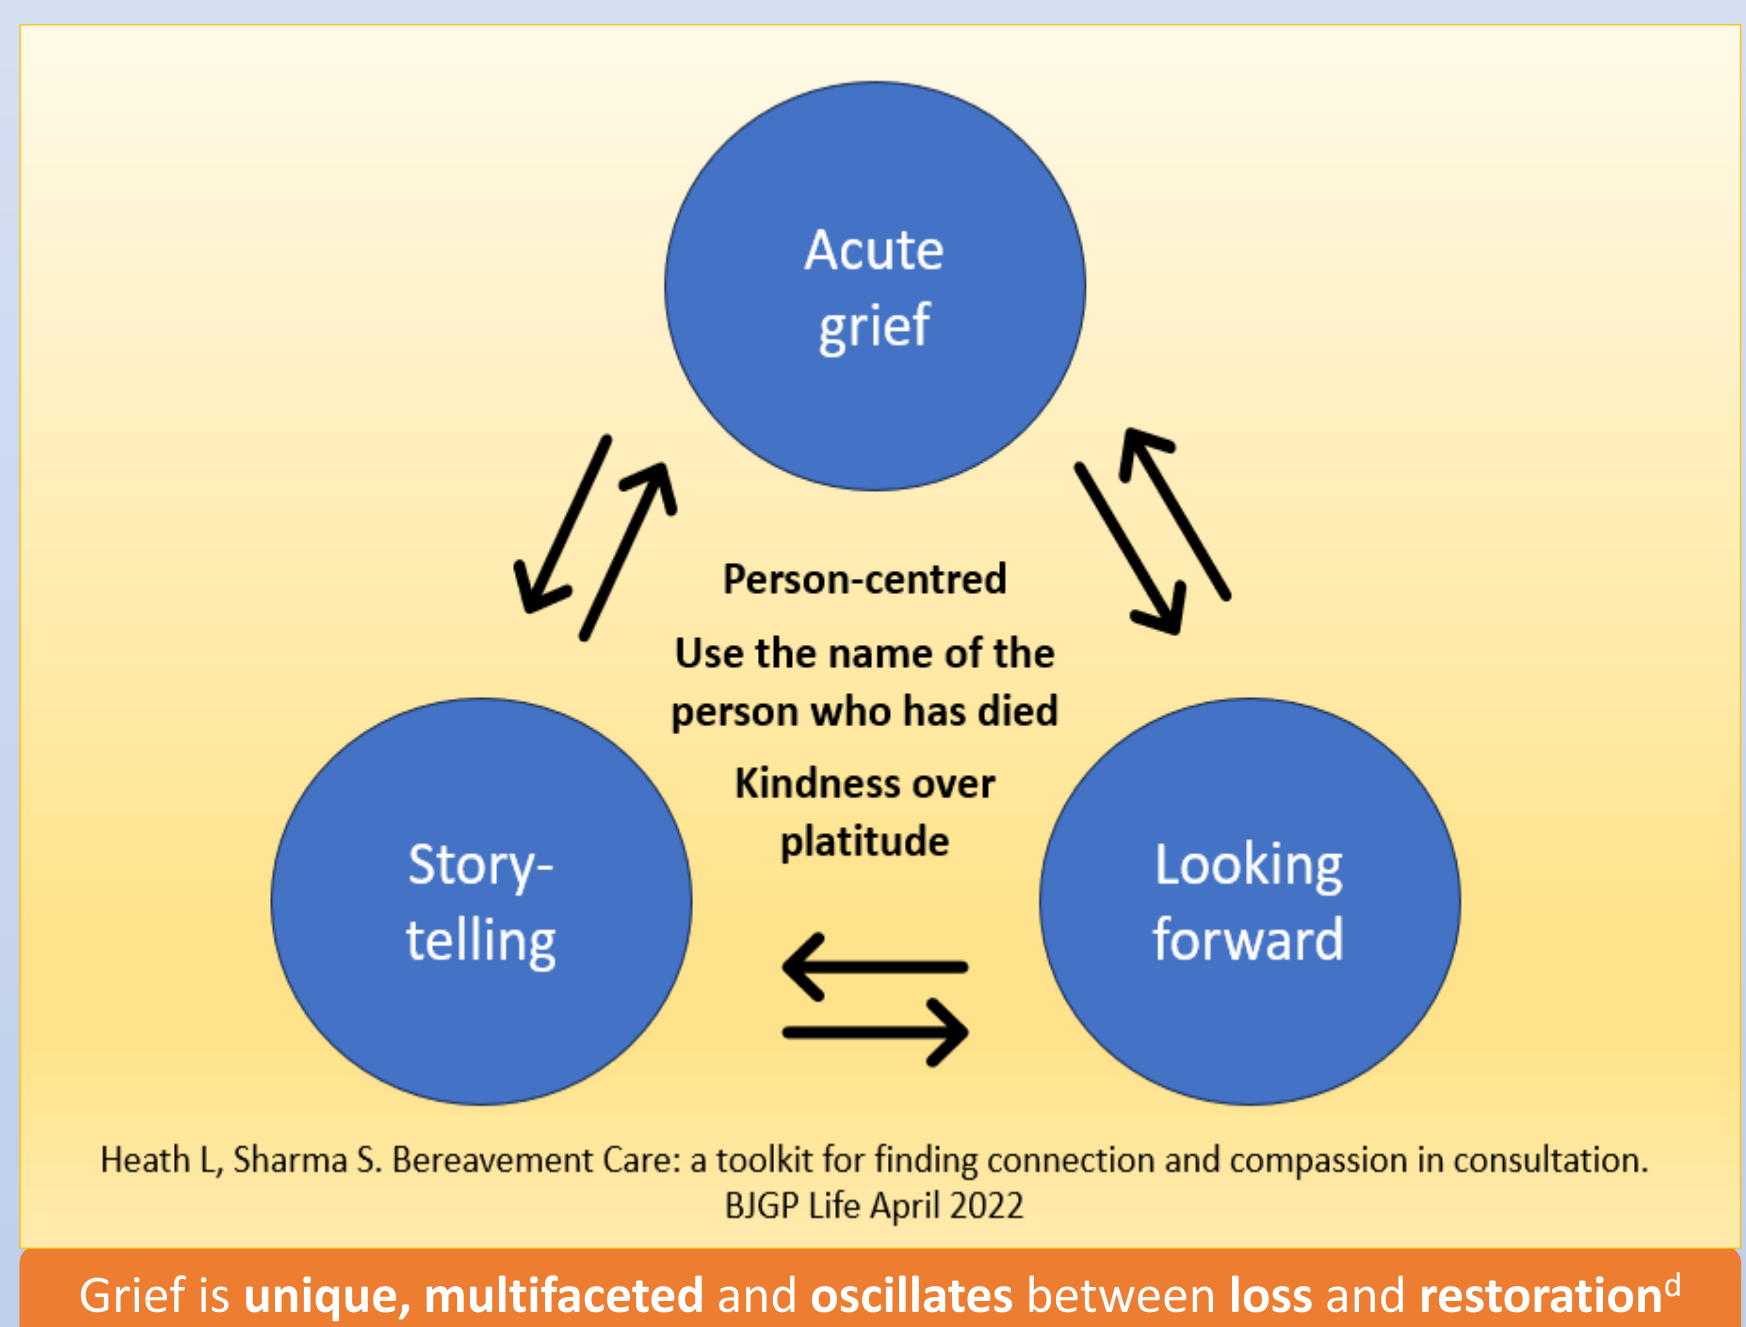 Acute
grief
Person-centred
Use the name of the
person who has died
Kindness over
platitude
Story-
telling
Looking
forward
Heath L, Sharma S. Bereavement Care: a toolkit for finding connection and compassion in consultation.
BJGP Life April 2022
Grief is unique, multifaceted and oscillates between loss and restorationᵈ